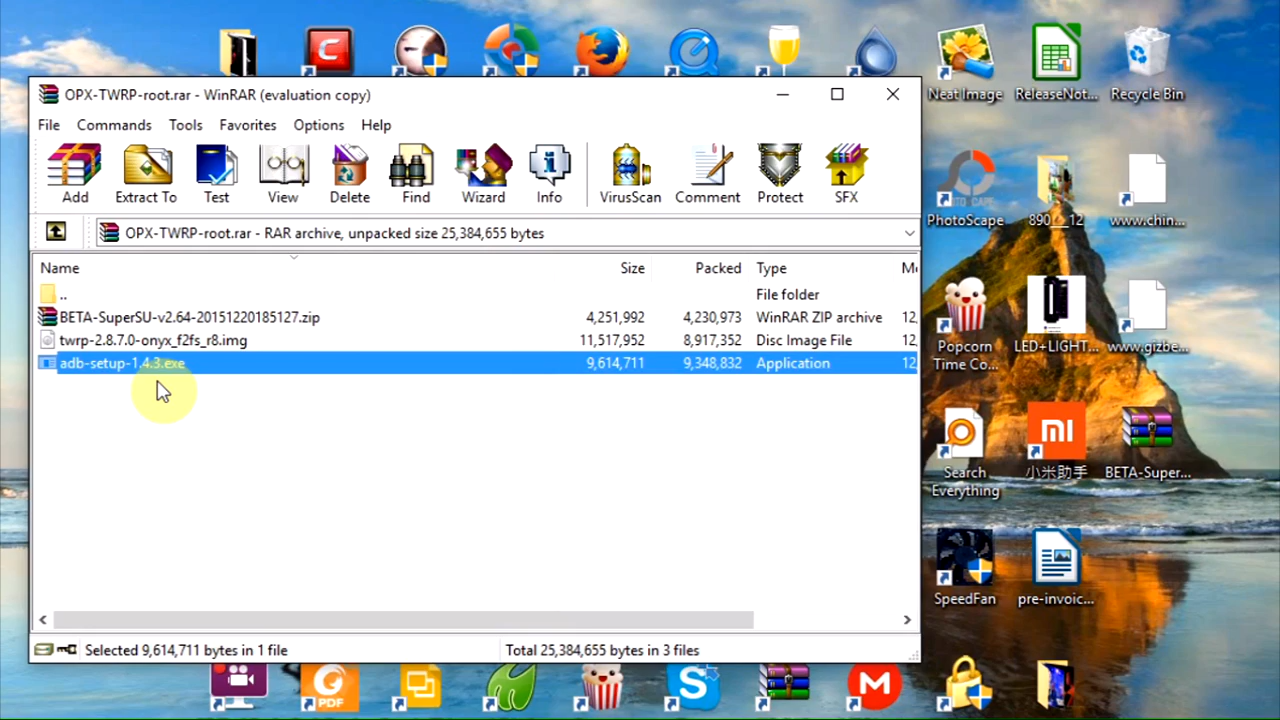 OPX-TWRP-root.rar - WinRAR (evaluation copy)
File Commands Tools Favorites Options Help
Add Extract To Test View Delete Find Wizard Info VirusScan Comment Protect SFX
OPX-TWRP-root.rar - RAR archive, unpacked size 25,384,655 bytes
Name Size Packed Type
.. File folder
BETA-SuperSU-v2.64-20151220185127.zip 4,251,992 4,230,973 WinRAR ZIP archive 12,
twrp-2.8.7.0-onyx_f2fs_r8.img 11,517,952 8,917,352 Disc Image File 12,
adb-setup-1.4.3.exe 9,614,711 9,348,832 Application 12,
Selected 9,614,711 bytes in 1 file Total 25,384,655 bytes in 3 files
Neat Image ReleaseNot... Recycle Bin
PhotoScape 890__12 www.chin...
Popcorn
Time Co... LED+LIGHT... www.gizbe...
mi
Search
Everything 小米助手 BETA-Super...
SpeedFan pre-invoic...
PDF